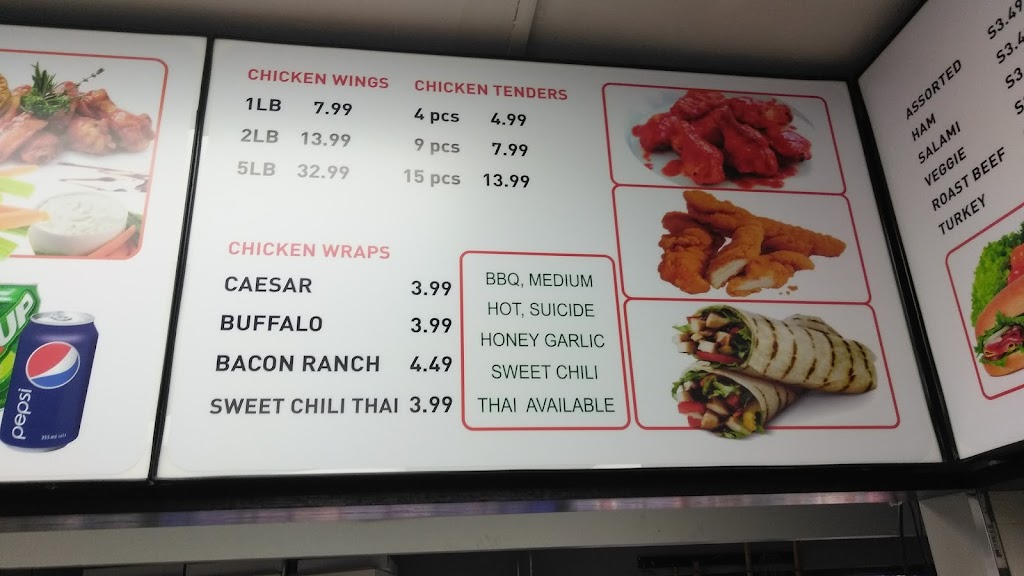 CHICKEN WINGS
1LB 7.99
2LB 13.99
5LB 32.99
CHICKEN TENDERS
4 pcs 4.99
9 pcs 7.99
15 pcs 13.99
CHICKEN WRAPS
CAESAR 3.99
BUFFALO 3.99
BACON RANCH 4.49
SWEET CHILI THAI 3.99
BBQ, MEDIUM
HOT, SUICIDE
HONEY GARLIC
SWEET CHILI
THAI AVAILABLE
UP
pepsi
ASSORTED $3.49
HAM
SALAMI
VEGGIE
ROAST BEEF
TURKEY